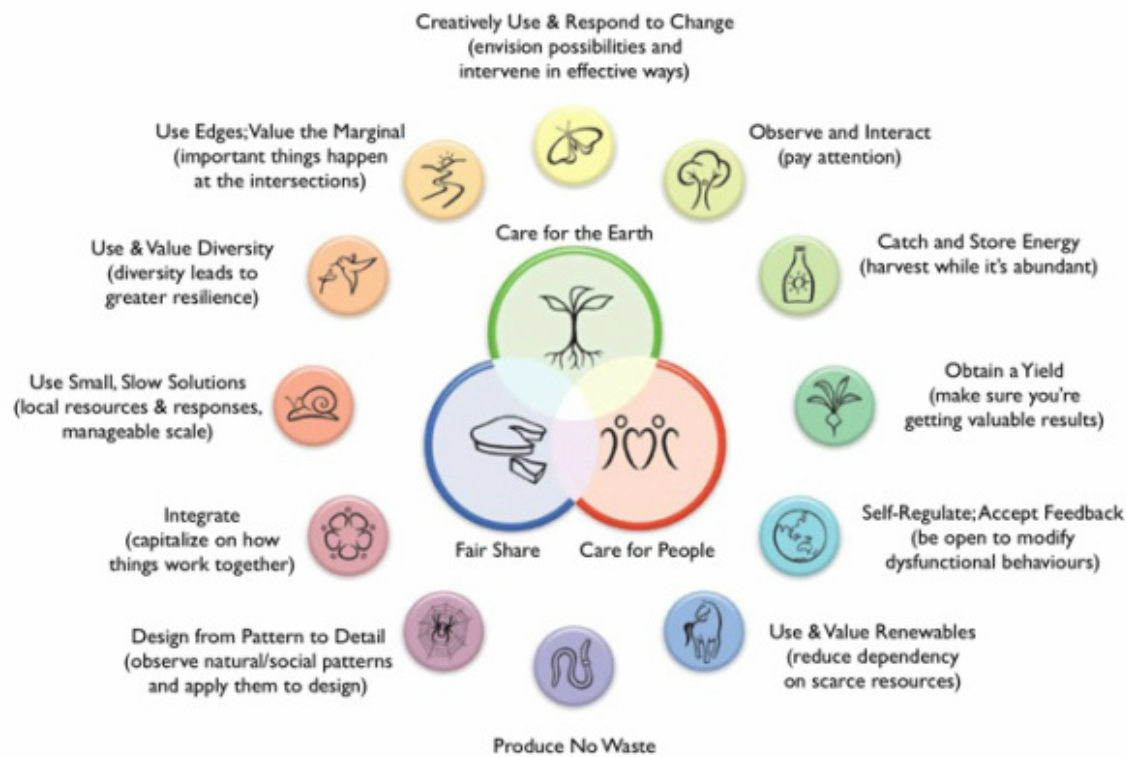 Creatively Use & Respond to Change
(envision possibilities and
intervene in effective ways)
Use Edges; Value the Marginal
(important things happen
at the intersections)
Observe and Interact
(pay attention)
Care for the Earth
Use & Value Diversity
(diversity leads to
greater resilience)
Catch and Store Energy
(harvest while it's abundant)
Use Small, Slow Solutions
(local resources & responses,
manageable scale)
Obtain a Yield
(make sure you're
getting valuable results)
Integrate
(capitalize on how
things work together)
Fair Share
Care for People
Self-Regulate; Accept Feedback
(be open to modify
dysfunctional behaviours)
Design from Pattern to Detail
(observe natural/social patterns
and apply them to design)
Use & Value Renewables
(reduce dependency
on scarce resources)
Produce No Waste